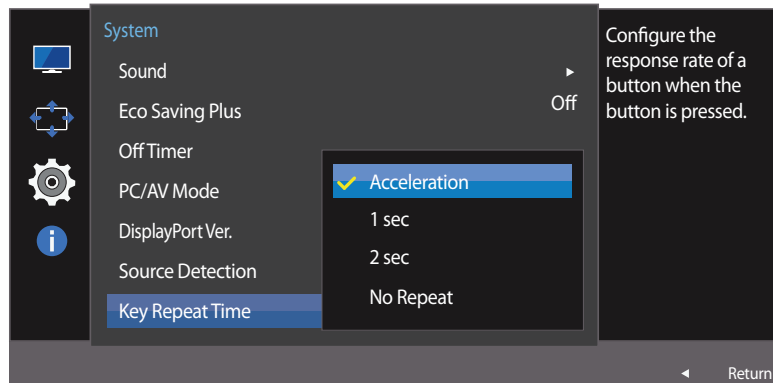 System
Sound
Eco Saving Plus Off
Off Timer
PC/AV Mode
DisplayPort Ver.
Source Detection
Key Repeat Time
Acceleration
1 sec
2 sec
No Repeat
Configure the
response rate of a
button when the
button is pressed.
Return